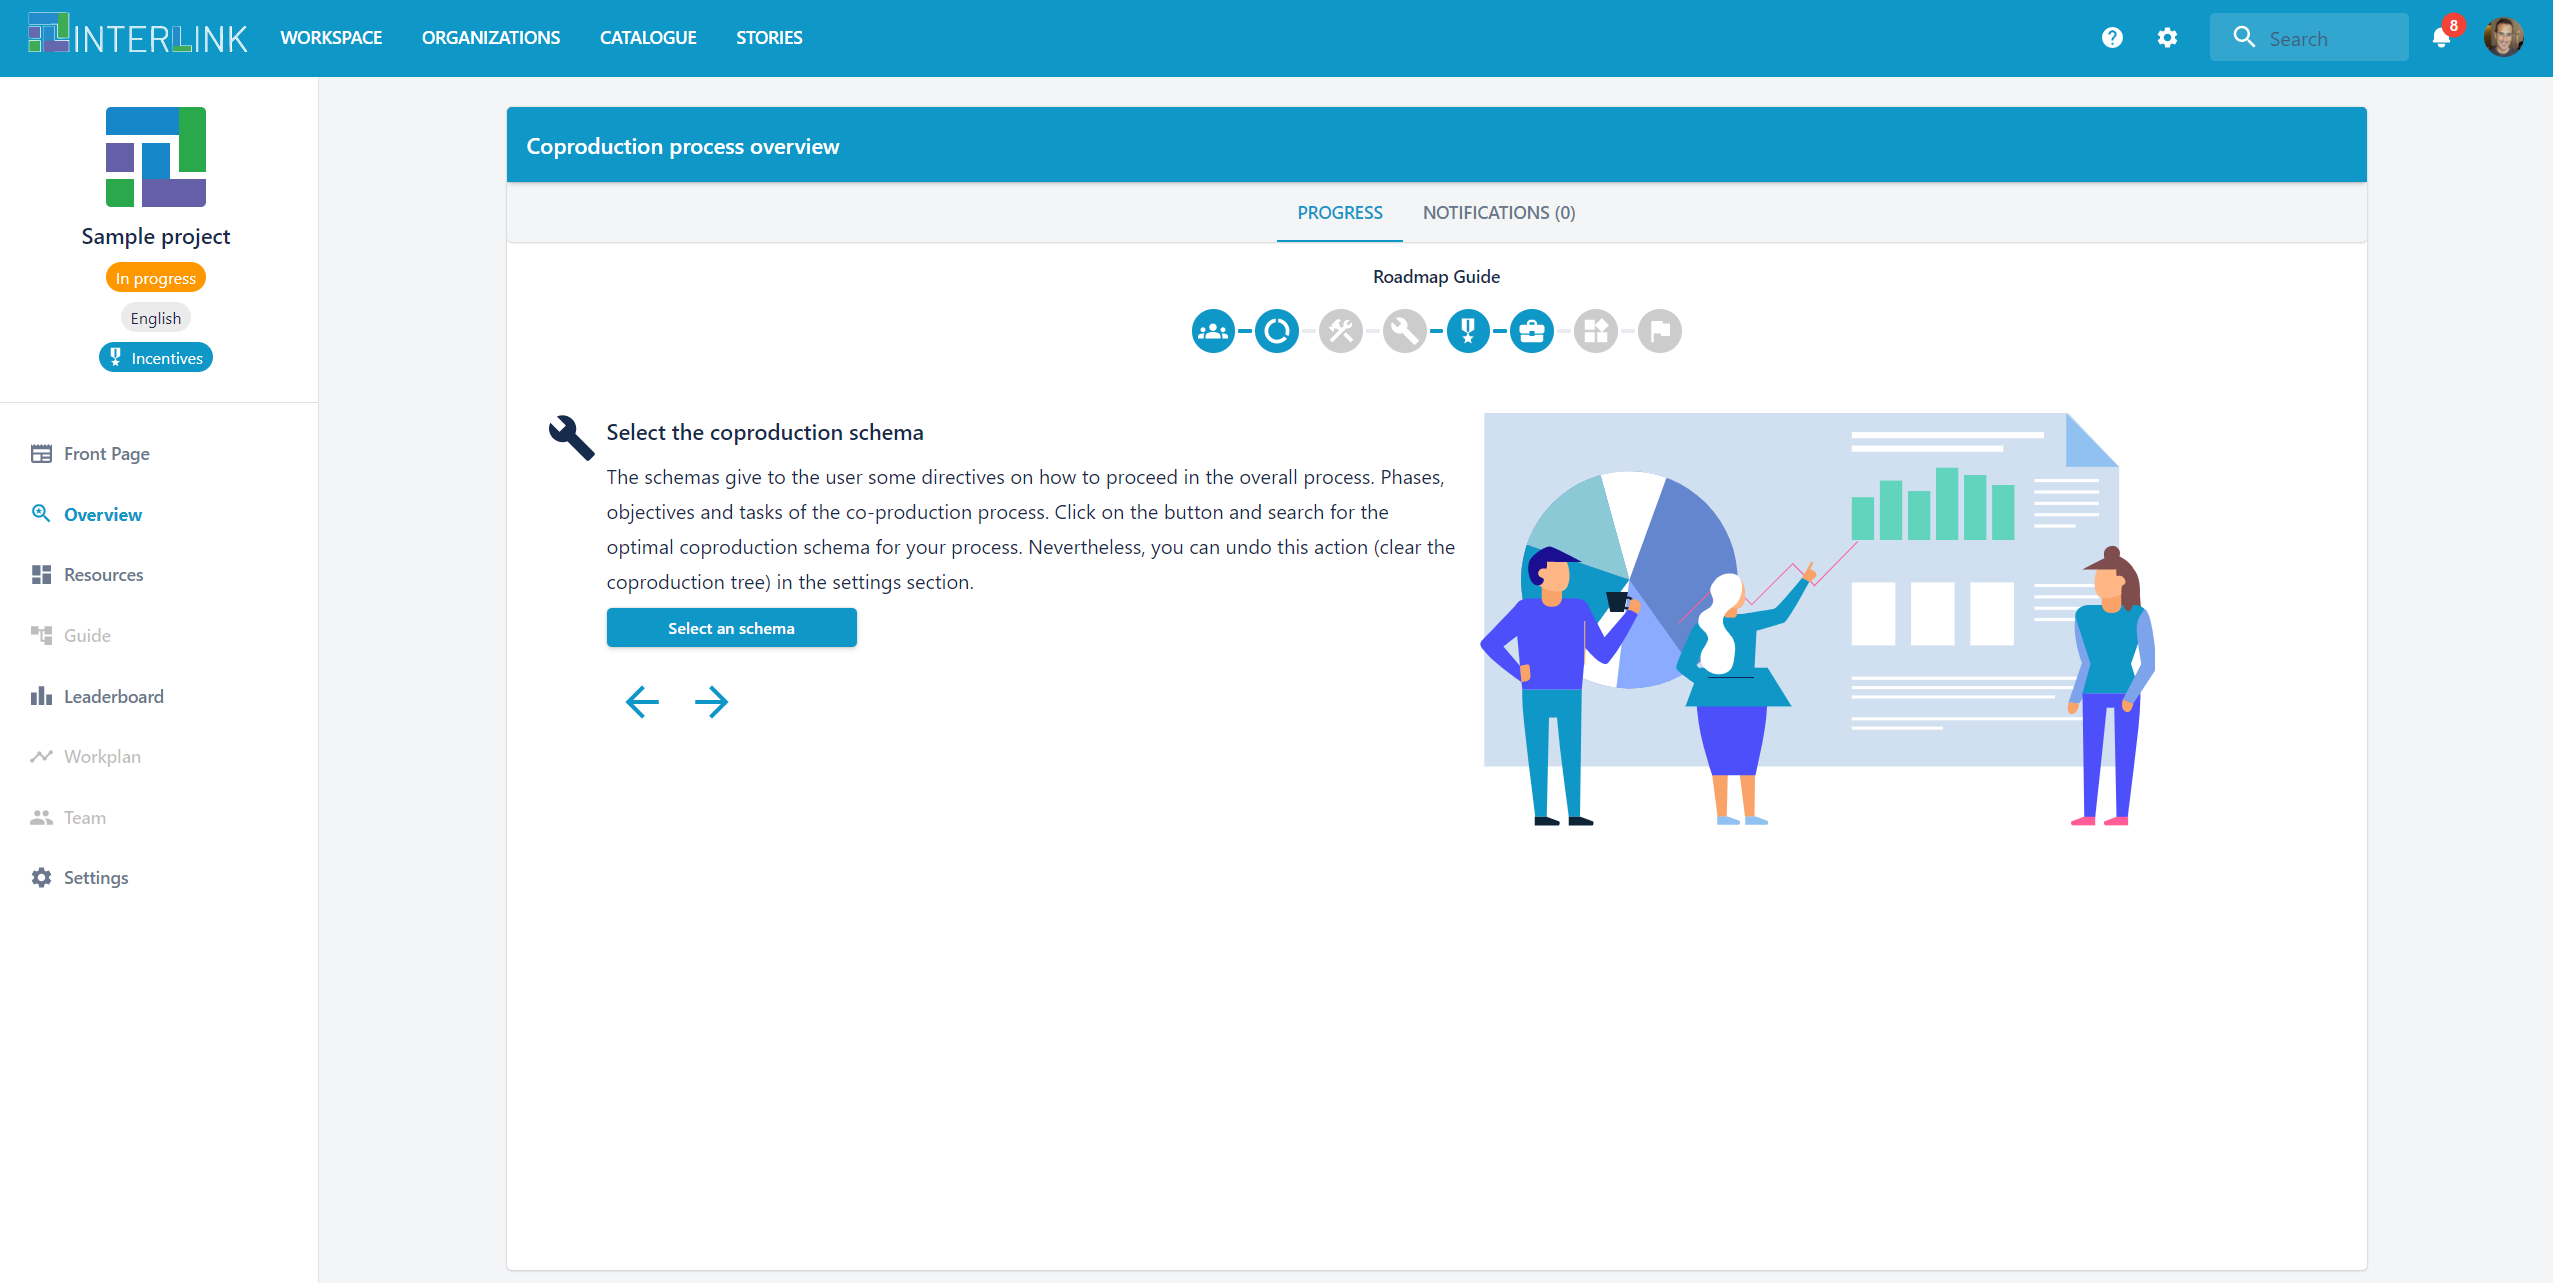 INTERLINK
WORKSPACE
ORGANIZATIONS
CATALOGUE
STORIES
Search
8
Sample project
In progress
English
Incentives
Front Page
Overview
Resources
Guide
Leaderboard
Workplan
Team
Settings
Coproduction process overview
PROGRESS
NOTIFICATIONS (0)
Roadmap Guide
Select the coproduction schema
The schemas give to the user some directives on how to proceed in the overall process. Phases,
objectives and tasks of the co-production process. Click on the button and search for the
optimal coproduction schema for your process. Nevertheless, you can undo this action (clear the
coproduction tree) in the settings section.
Select an schema